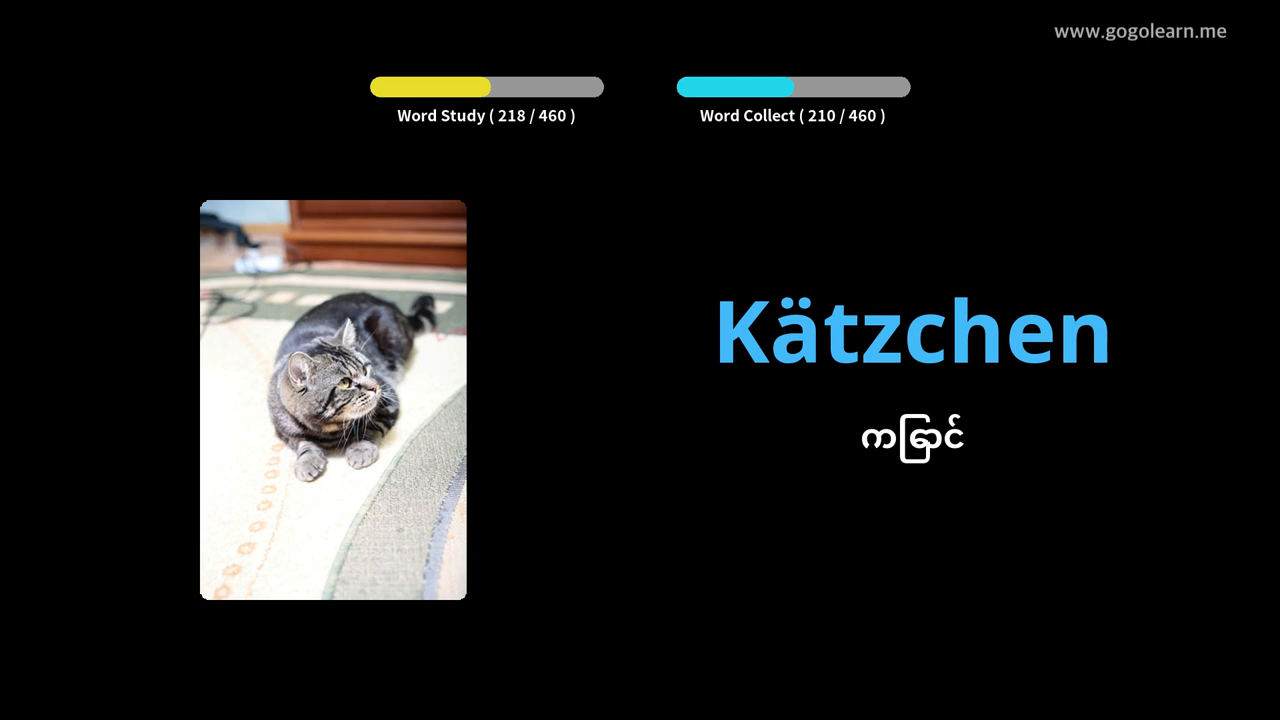 www.gogolearn.me
Word Study ( 218 / 460 )
Word Collect ( 210 / 460 )
Kätzchen
ကြောင်